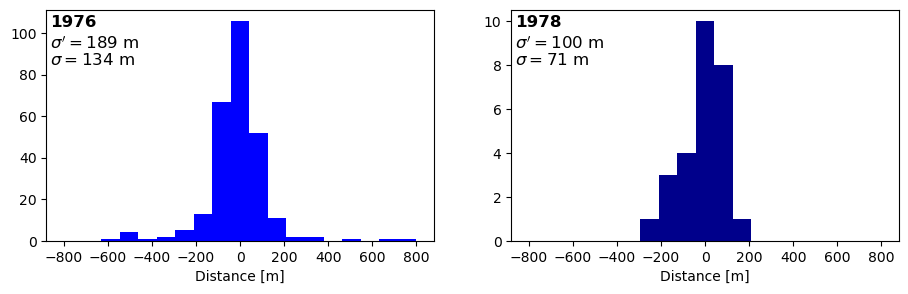 1976
σ′ = 189 m
σ = 134 m
100
80
60
40
20
0
−800 −600 −400 −200 0 200 400 600 800
Distance [m]
1978
σ′ = 100 m
σ = 71 m
10
8
6
4
2
0
−800 −600 −400 −200 0 200 400 600 800
Distance [m]